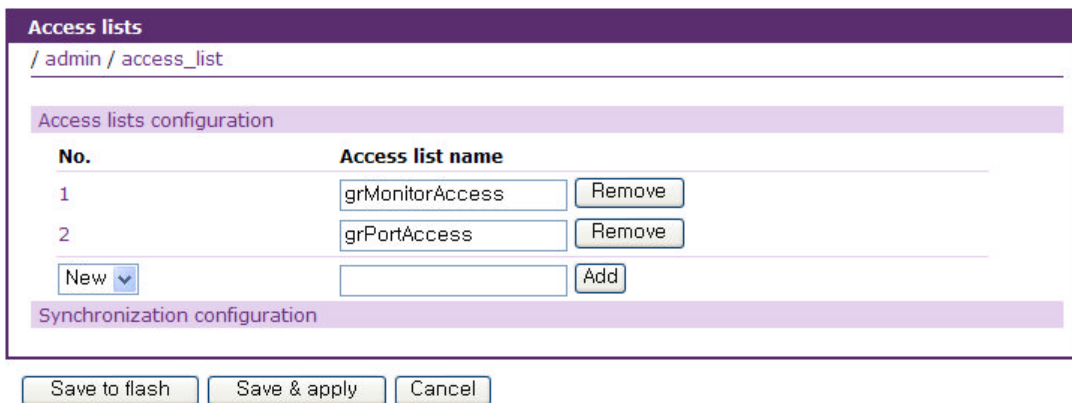 Access lists
/ admin / access_list
Access lists configuration
No. Access list name
1 grMonitorAccess Remove
2 grPortAccess Remove
New Add
Synchronization configuration
Save to flash Save & apply Cancel